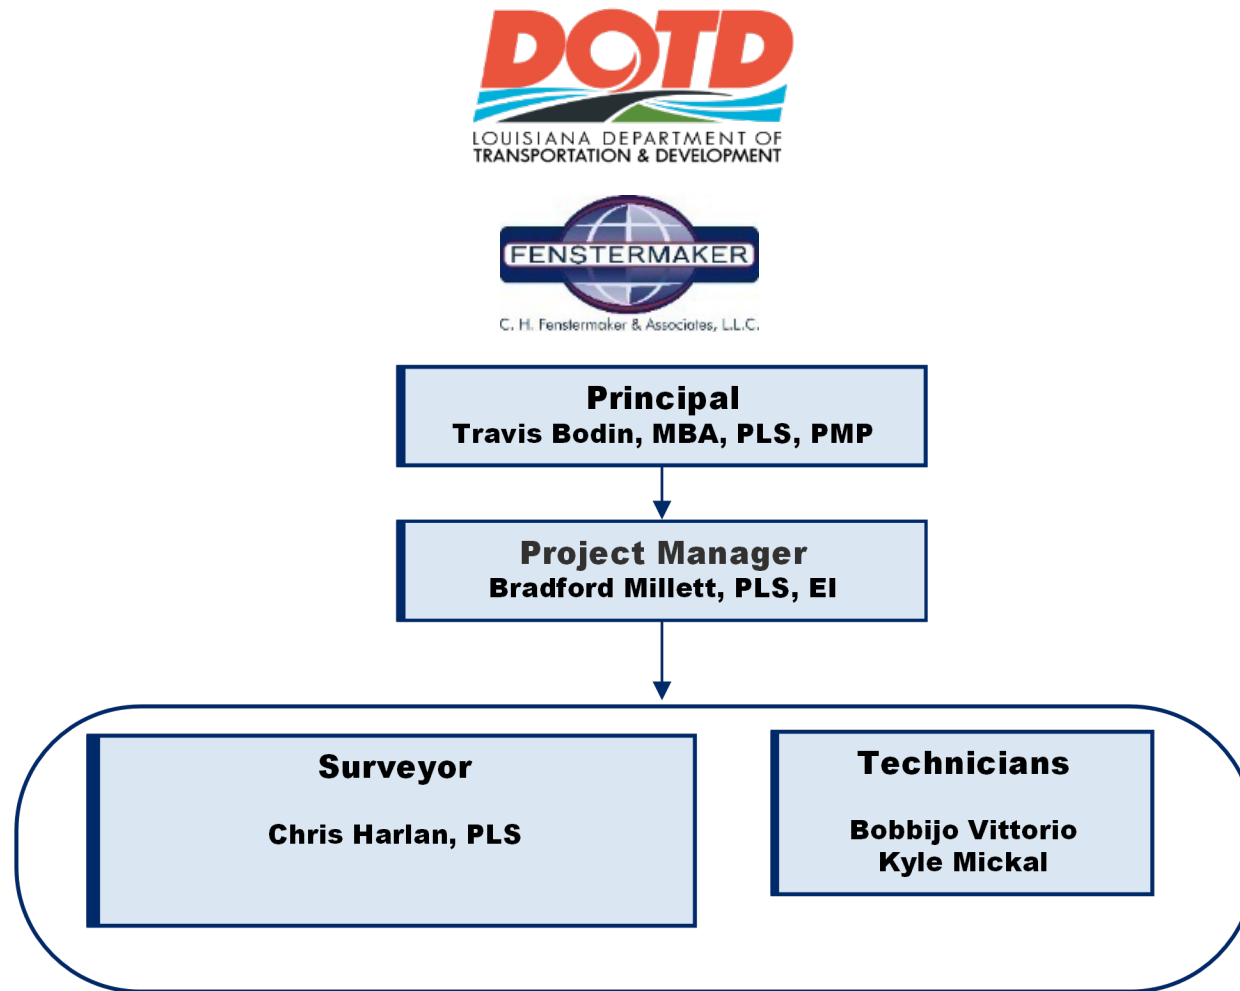 DOTD
LOUISIANA DEPARTMENT OF
TRANSPORTATION & DEVELOPMENT
FENSTERMAKER
C. H. Fenstermaker & Associates, L.L.C.
Principal
Travis Bodin, MBA, PLS, PMP
Project Manager
Bradford Millett, PLS, EI
Surveyor
Chris Harlan, PLS
Technicians
Bobbijo Vittorio
Kyle Mickal